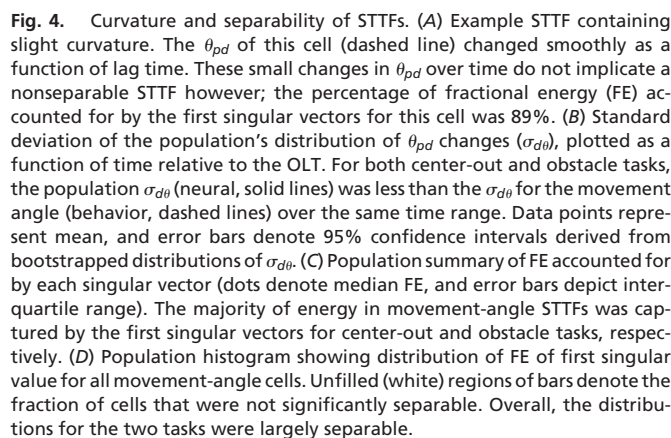 Fig. 4. Curvature and separability of STTFs. (A) Example STTF containing
slight curvature. The θpd of this cell (dashed line) changed smoothly as a
function of lag time. These small changes in θpd over time do not implicate a
nonseparable STTF however; the percentage of fractional energy (FE) ac-
counted for by the first singular vectors for this cell was 89%. (B) Standard
deviation of the population's distribution of θpd changes (σdθ), plotted as a
function of time relative to the OLT. For both center-out and obstacle tasks,
the population σdθ (neural, solid lines) was less than the σdθ for the movement
angle (behavior, dashed lines) over the same time range. Data points repre-
sent mean, and error bars denote 95% confidence intervals derived from
bootstrapped distributions of σdθ. (C) Population summary of FE accounted for
by each singular vector (dots denote median FE, and error bars depict inter-
quartile range). The majority of energy in movement-angle STTFs was cap-
tured by the first singular vectors for center-out and obstacle tasks, respec-
tively. (D) Population histogram showing distribution of FE of first singular
value for all movement-angle cells. Unfilled (white) regions of bars denote the
fraction of cells that were not significantly separable. Overall, the distribu-
tions for the two tasks were largely separable.